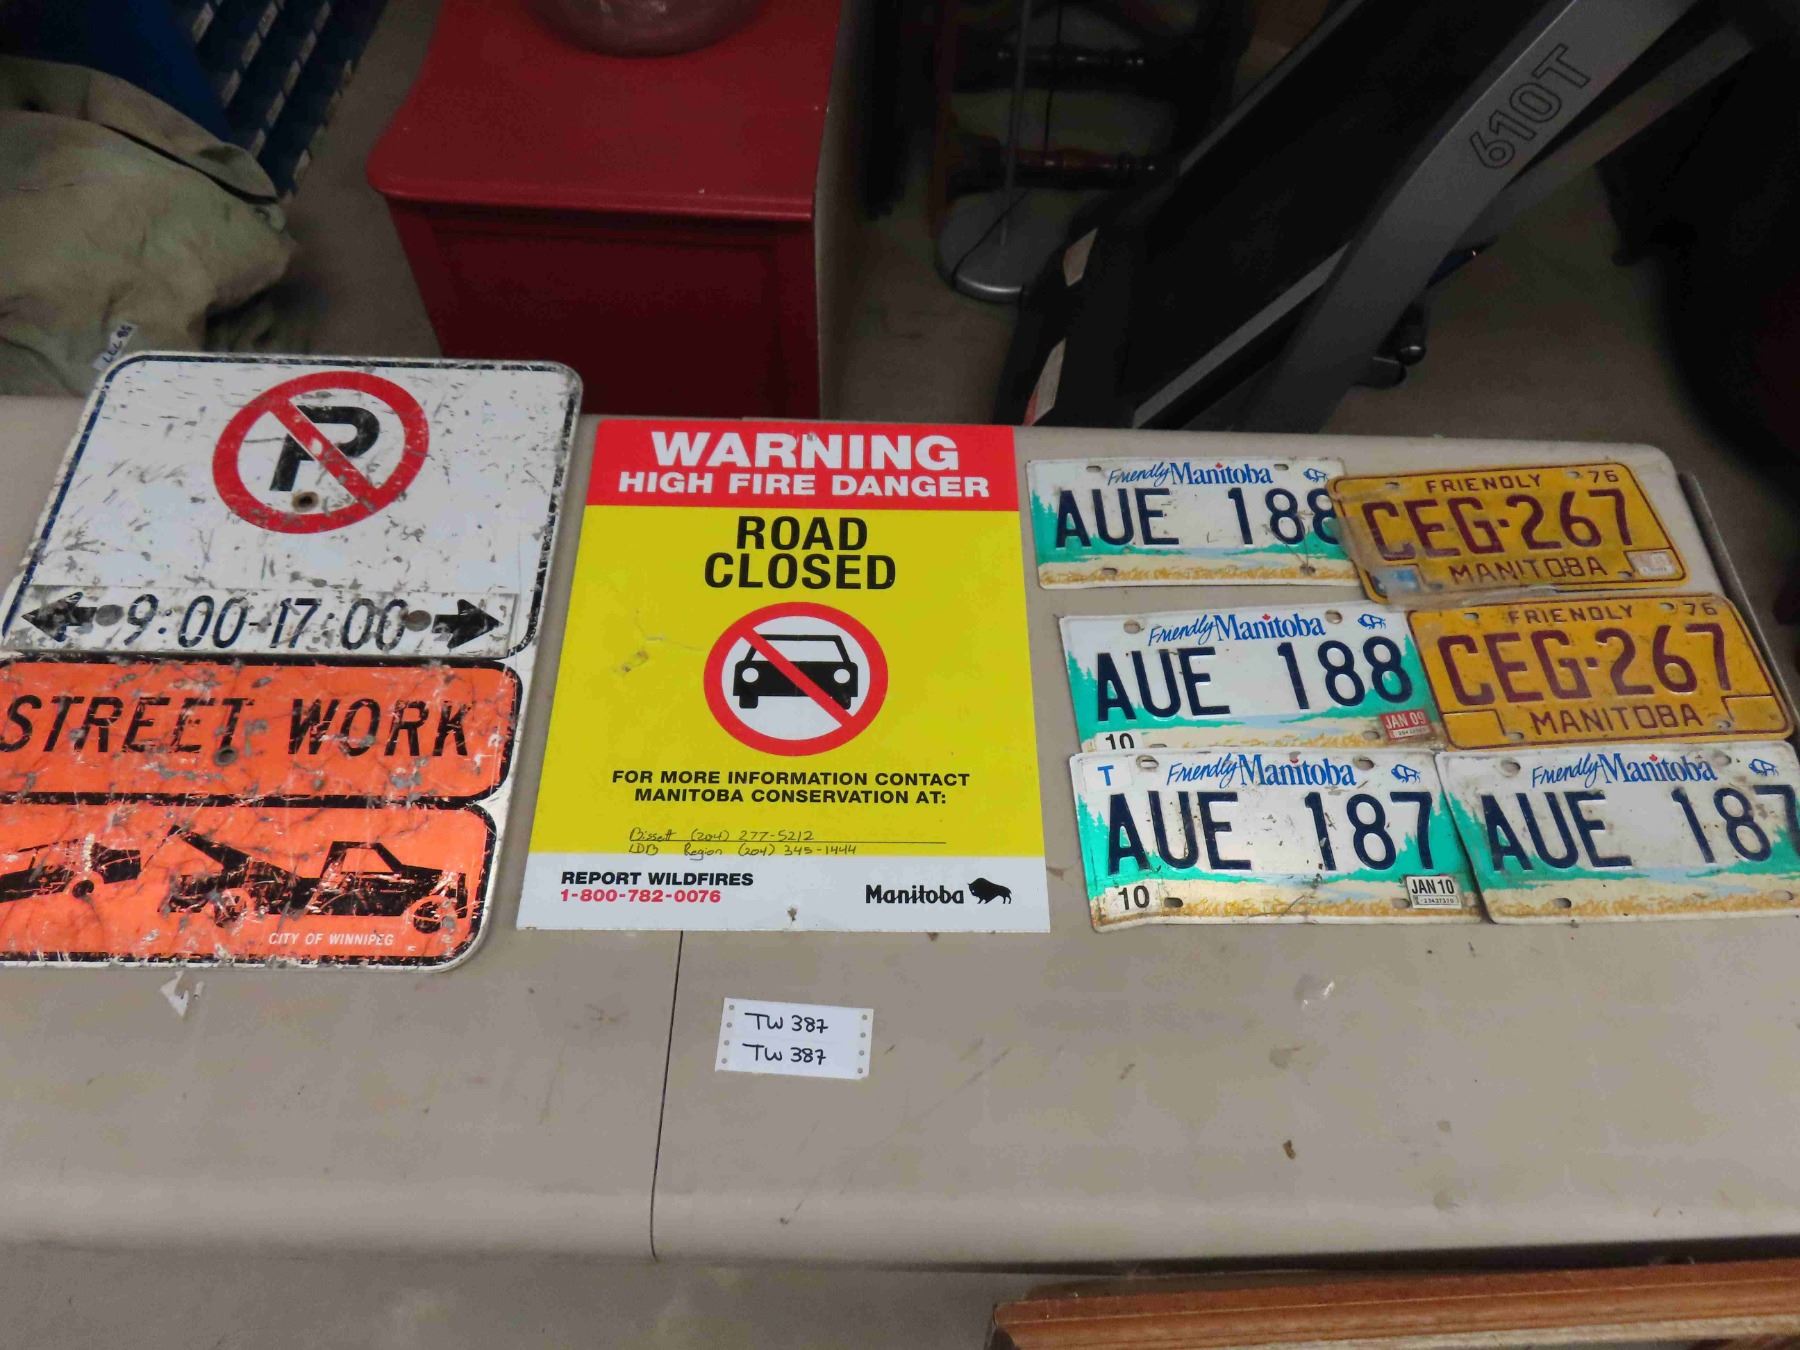 610T
P
9:00-17:00
STREET WORK
CITY OF WINNIPEG
WARNING
HIGH FIRE DANGER
ROAD
CLOSED
FOR MORE INFORMATION CONTACT
MANITOBA CONSERVATION AT:
Bissett (204) 277-5212
LDB Region (204) 345-1444
REPORT WILDFIRES
1-800-782-0076
Manitoba
Friendly Manitoba
AUE 188
FRIENDLY 76
CEG·267
MANITOBA
Friendly Manitoba
AUE 188
JAN 09
10
FRIENDLY 76
CEG·267
MANITOBA
T Friendly Manitoba
AUE 187
10 JAN 10
Friendly Manitoba
AUE 187
TW 387
TW 387